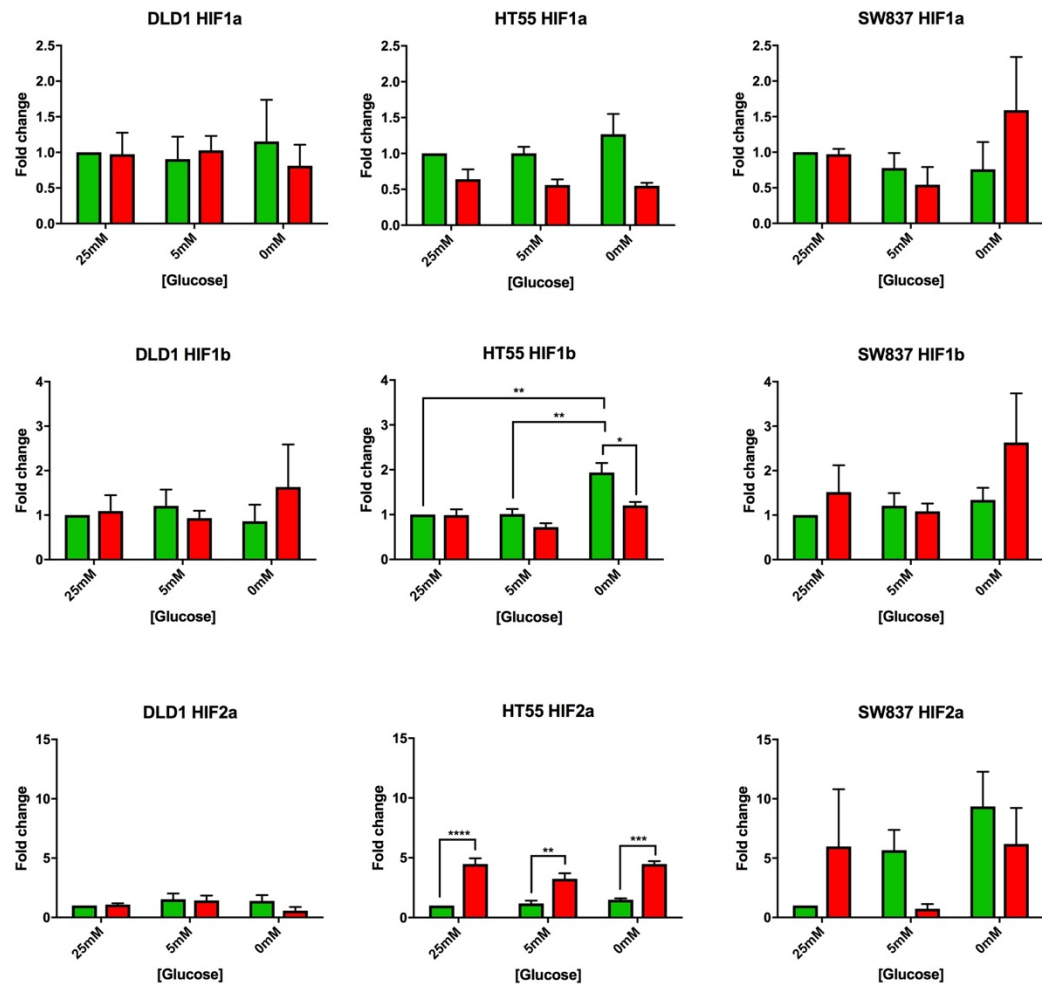 DLD1 HIF1a
Fold change
2.5
2.0
1.5
1.0
0.5
0.0
25mM
5mM
0mM
[Glucose]
HT55 HIF1a
Fold change
2.5
2.0
1.5
1.0
0.5
0.0
25mM
5mM
0mM
[Glucose]
SW837 HIF1a
Fold change
2.5
2.0
1.5
1.0
0.5
0.0
25mM
5mM
0mM
[Glucose]
DLD1 HIF1b
Fold change
4
3
2
1
0
25mM
5mM
0mM
[Glucose]
HT55 HIF1b
Fold change
4
3
2
1
0
**
**
*
25mM
5mM
0mM
[Glucose]
SW837 HIF1b
Fold change
4
3
2
1
0
25mM
5mM
0mM
[Glucose]
DLD1 HIF2a
Fold change
15
10
5
0
25mM
5mM
0mM
[Glucose]
HT55 HIF2a
Fold change
15
10
5
0
****
**
***
25mM
5mM
0mM
[Glucose]
SW837 HIF2a
Fold change
15
10
5
0
25mM
5mM
0mM
[Glucose]